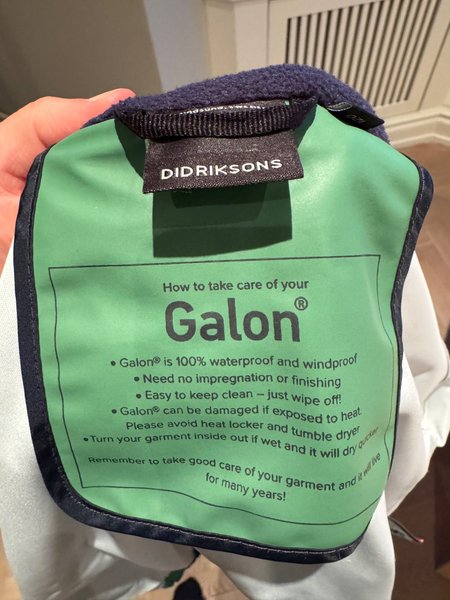 DIDRIKSONS
How to take care of your
Galon®
• Galon® is 100% waterproof and windproof
• Need no impregnation or finishing
• Easy to keep clean – just wipe off!
• Galon® can be damaged if exposed to heat.
Please avoid heat locker and tumble dryer
• Turn your garment inside out if wet and it will dry quicker
Remember to take good care of your garment and it will live
for many years!